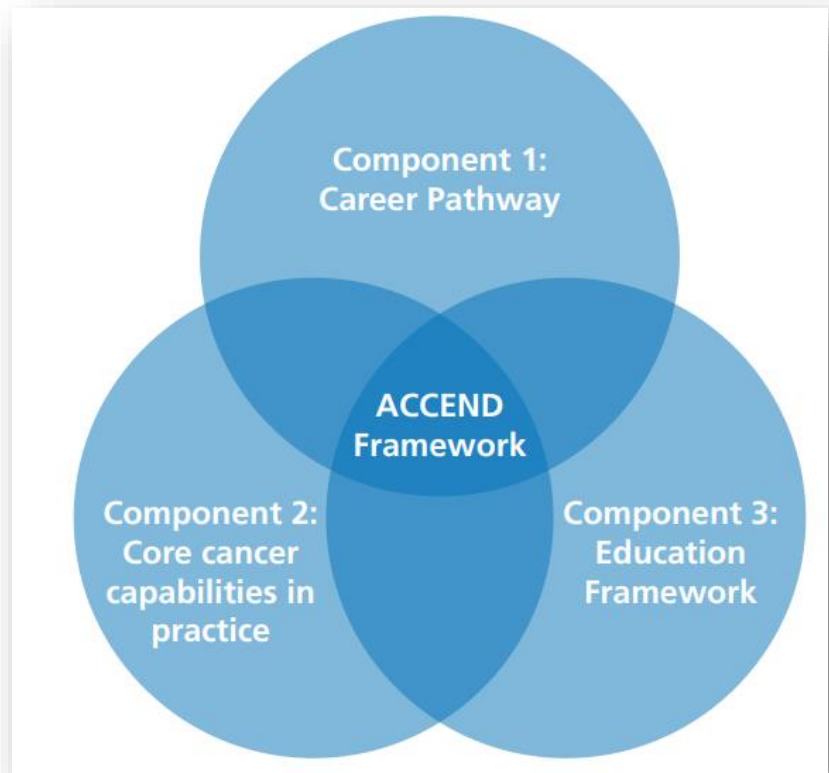 Component 1:
Career Pathway
ACCEND
Framework
Component 2:
Core cancer
capabilities in
practice
Component 3:
Education
Framework